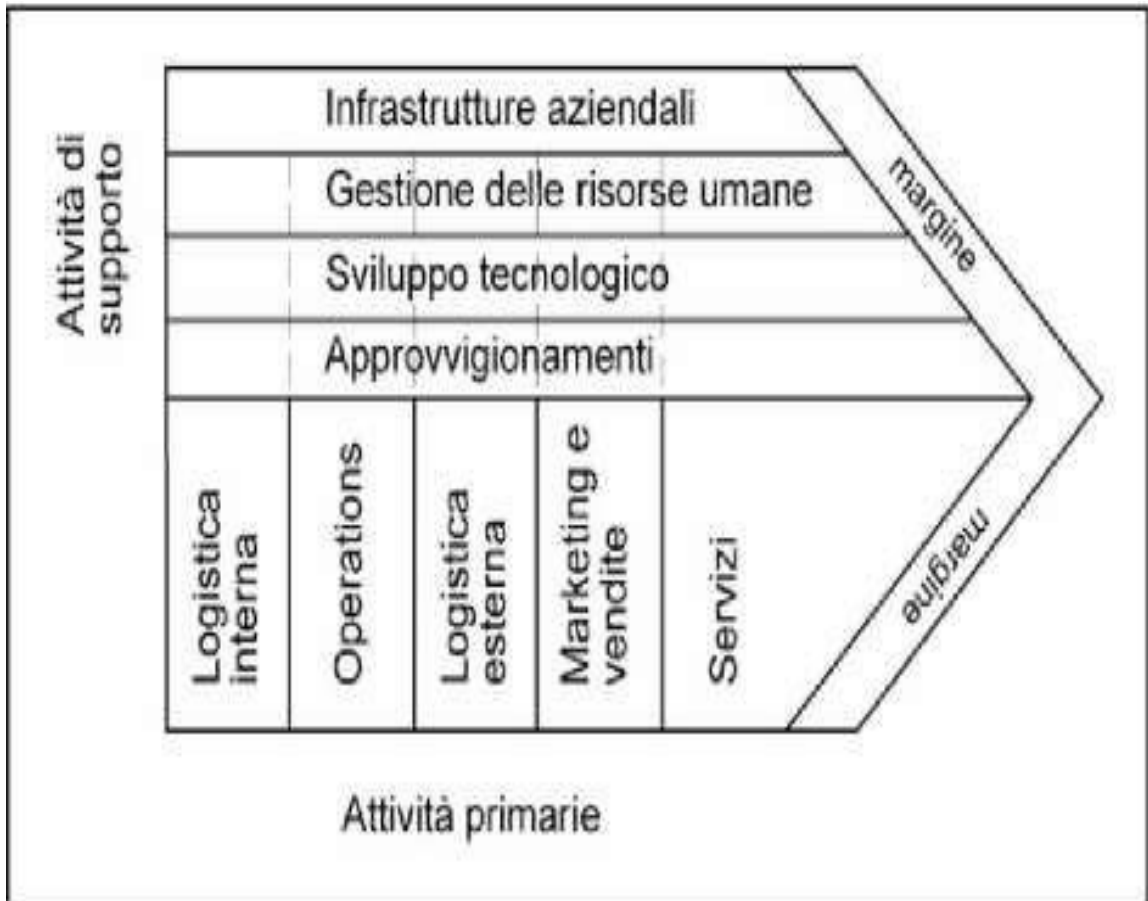 Attività di
supporto
Infrastrutture aziendali
Gestione delle risorse umane
Sviluppo tecnologico
Approvvigionamenti
margine
Logistica
interna
Operations
Logistica
esterna
Marketing e
vendite
Servizi
margine
Attività primarie